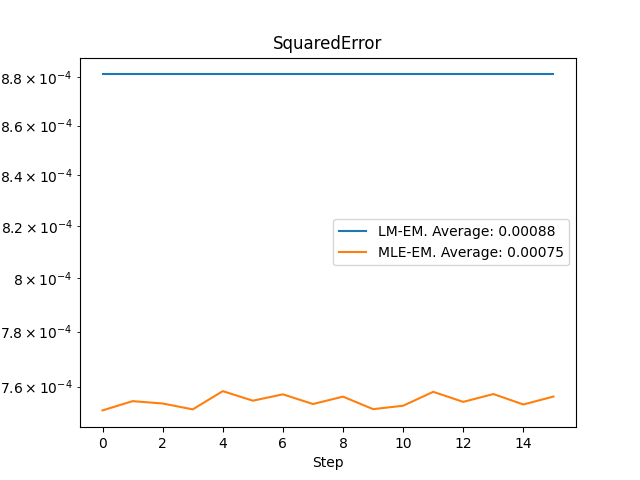 SquaredError
8.8 × 10⁻⁴
8.6 × 10⁻⁴
8.4 × 10⁻⁴
8.2 × 10⁻⁴
8 × 10⁻⁴
7.8 × 10⁻⁴
7.6 × 10⁻⁴
LM-EM. Average: 0.00088
MLE-EM. Average: 0.00075
0 2 4 6 8 10 12 14
Step